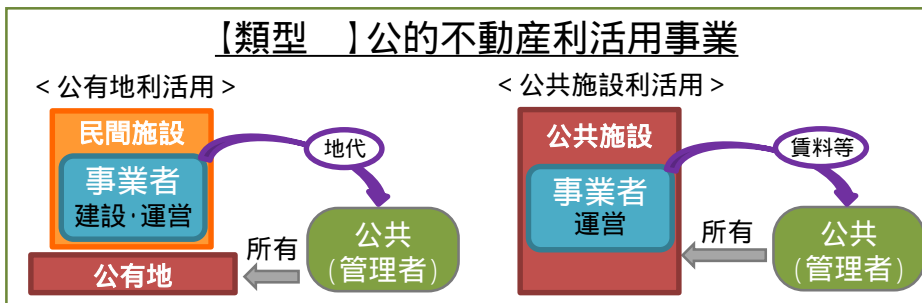 【類型　】公的不動産利活用事業
<公有地利活用>
民間施設
事業者
建設・運営
公有地
地代
所有
公共
(管理者)
<公共施設利活用>
公共施設
事業者
運営
賃料等
所有
公共
(管理者)